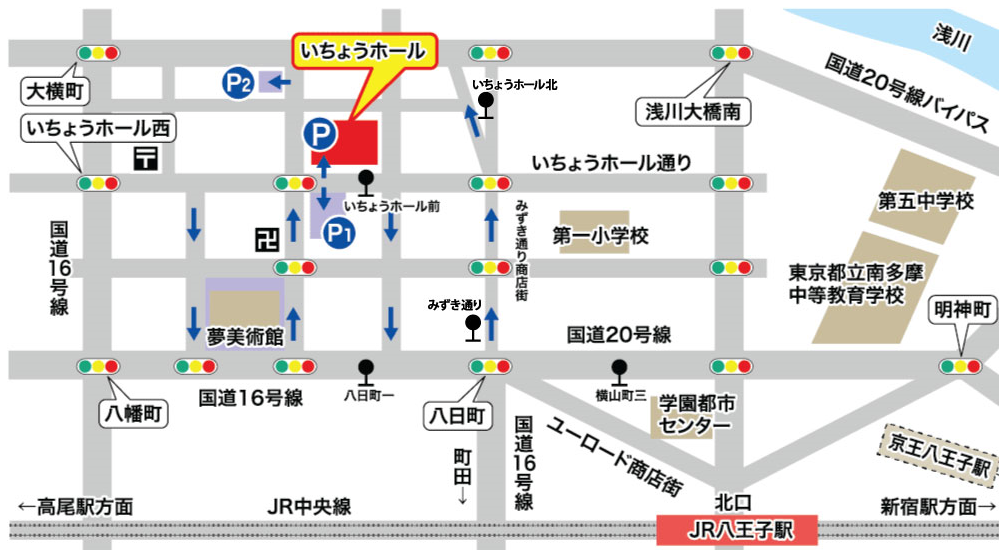 浅川
いちょうホール
国道20号線バイパス
P2
大横町
いちょうホール北
浅川大橋南
いちょうホール西
P
〒
いちょうホール通り
いちょうホール前
みずき通り商店街
第五中学校
P1
第一小学校
国道16号線
卍
東京都立南多摩
中等教育学校
みずき通り
夢美術館
国道20号線
明神町
八幡町
国道16号線
八日町一
八日町
横山町三
学園都市
センター
ユーロード商店街
国道16号線
町田↓
京王八王子駅
←高尾駅方面
JR中央線
北口
新宿駅方面→
JR八王子駅